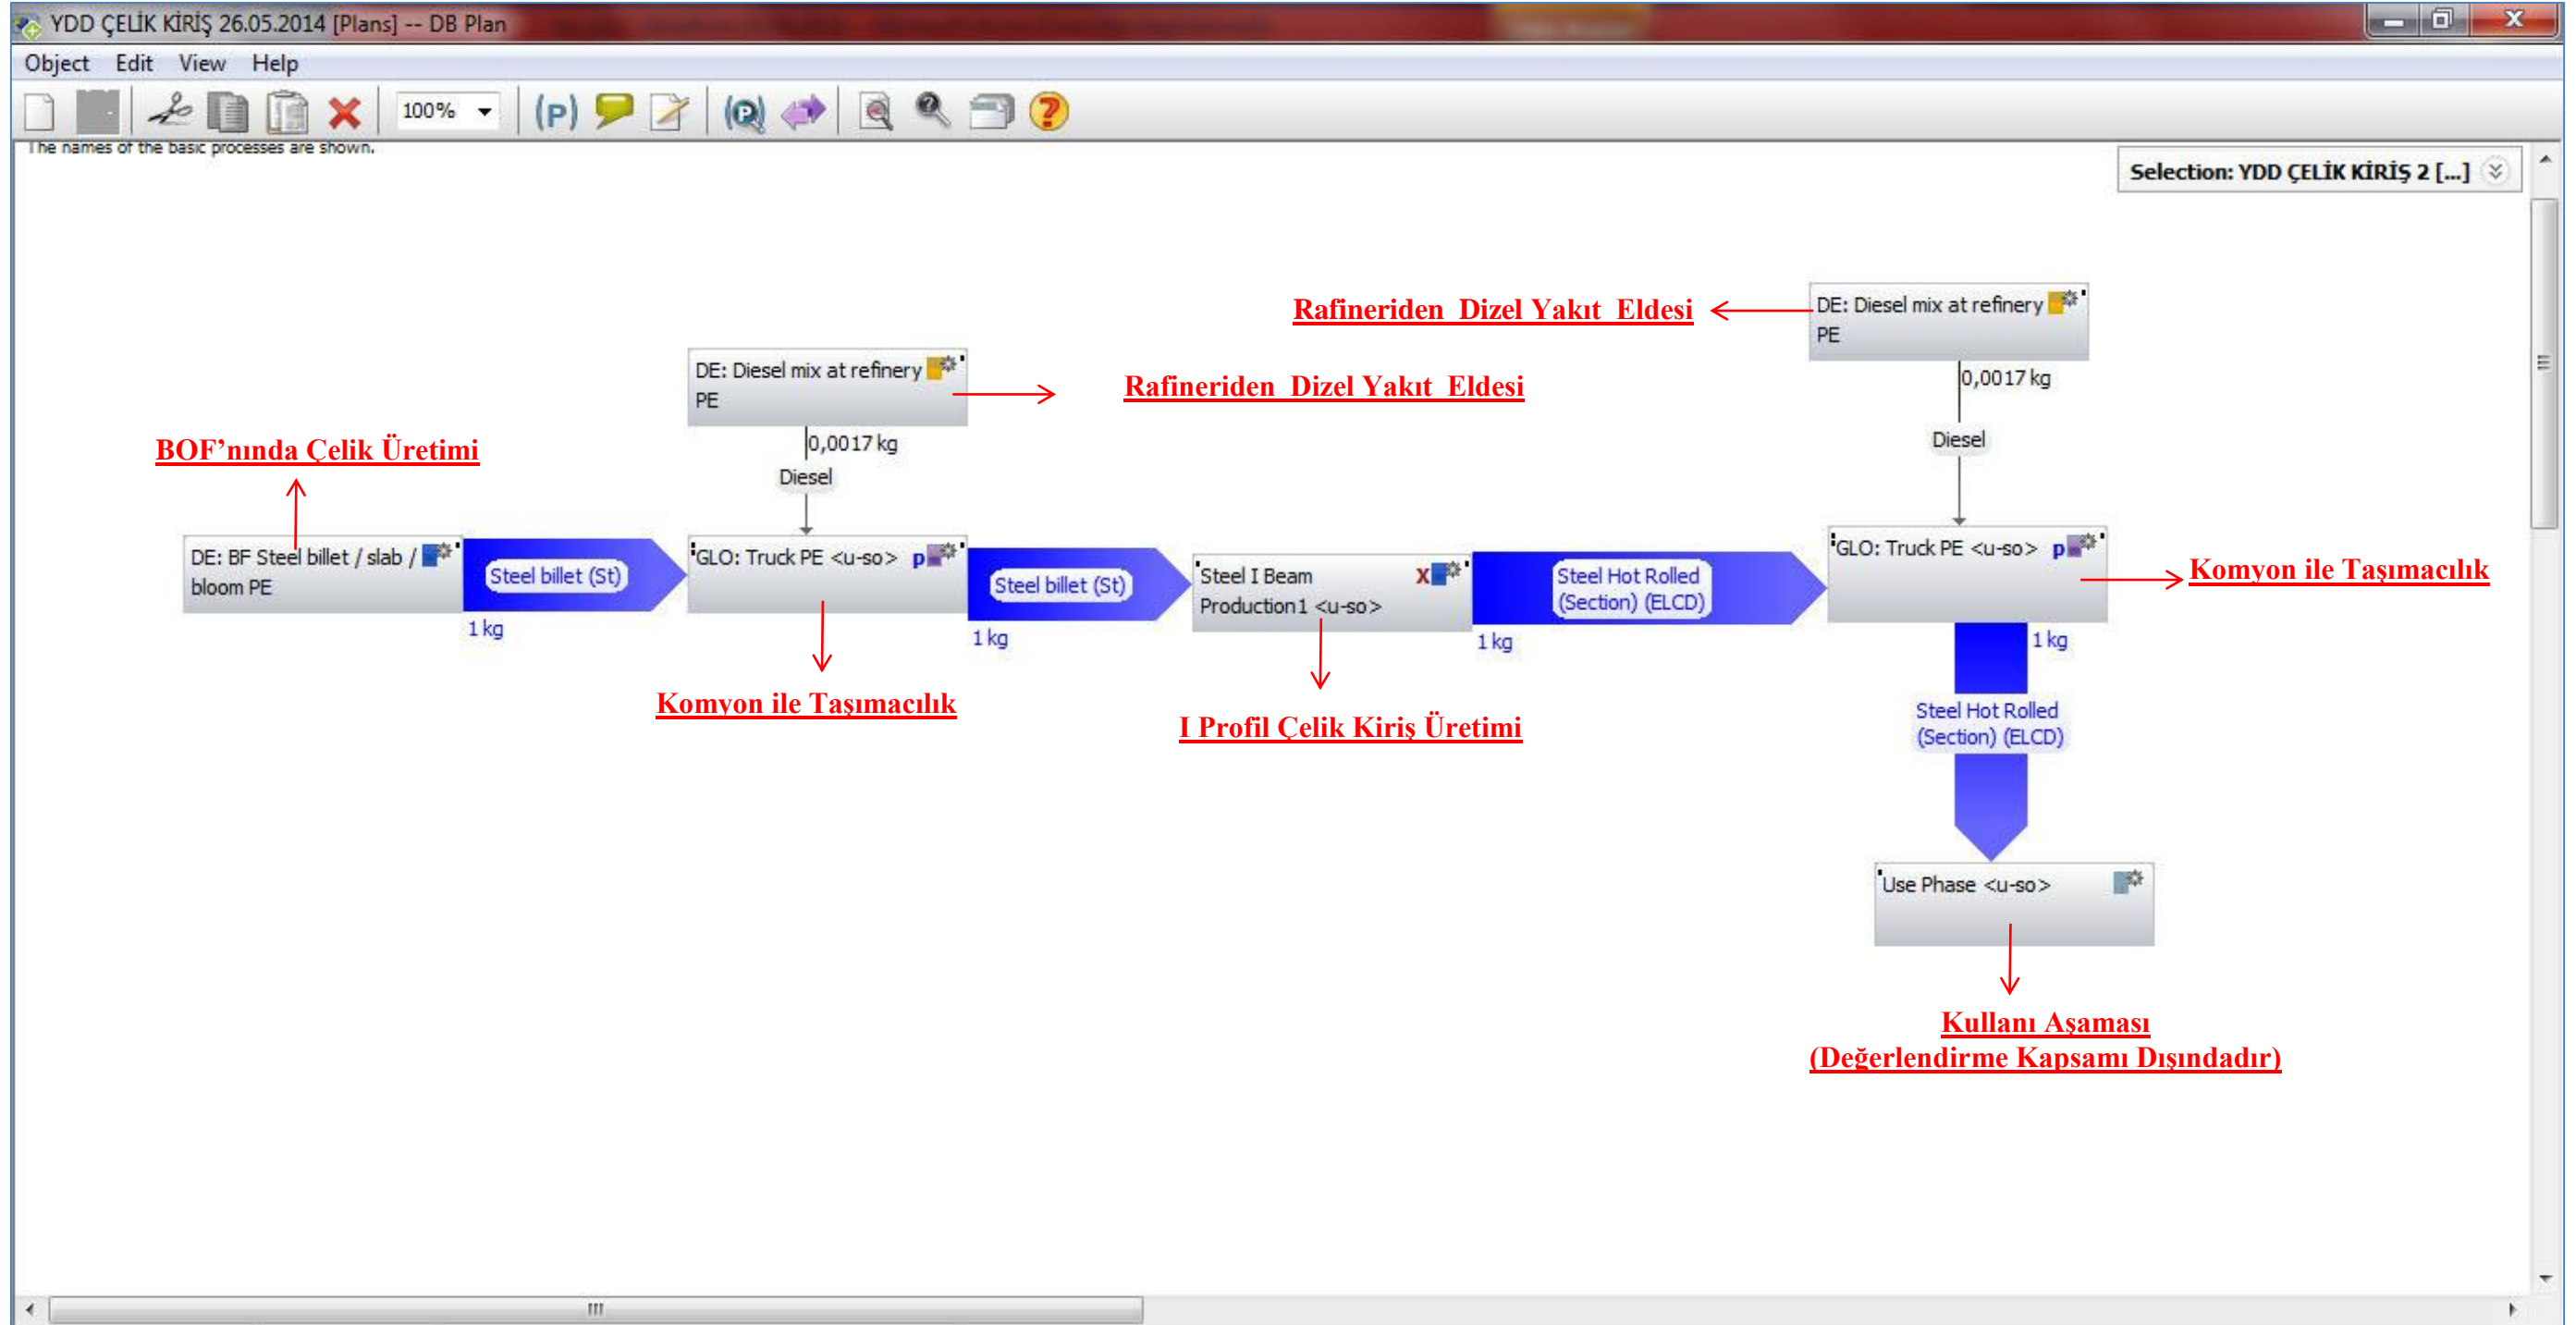 YDD ÇELİK KİRİŞ 26.05.2014 [Plans] -- DB Plan
Object Edit View Help
100%
(P)
The names of the basic processes are shown.
Selection: YDD ÇELİK KİRİŞ 2 [...]
Rafineriden Dizel Yakıt Eldesi
DE: Diesel mix at refinery
PE
0,0017 kg
Diesel
DE: Diesel mix at refinery
PE
Rafineriden Dizel Yakıt Eldesi
0,0017 kg
Diesel
BOF’nında Çelik Üretimi
DE: BF Steel billet / slab /
bloom PE
Steel billet (St)
1 kg
GLO: Truck PE <u-so> p
Steel billet (St)
1 kg
Steel I Beam X
Production1 <u-so>
Steel Hot Rolled
(Section) (ELCD)
1 kg
GLO: Truck PE <u-so> p
Komyon ile Taşımacılık
1 kg
Komyon ile Taşımacılık
I Profil Çelik Kiriş Üretimi
Steel Hot Rolled
(Section) (ELCD)
Use Phase <u-so>
Kullanı Aşaması
(Değerlendirme Kapsamı Dışındadır)